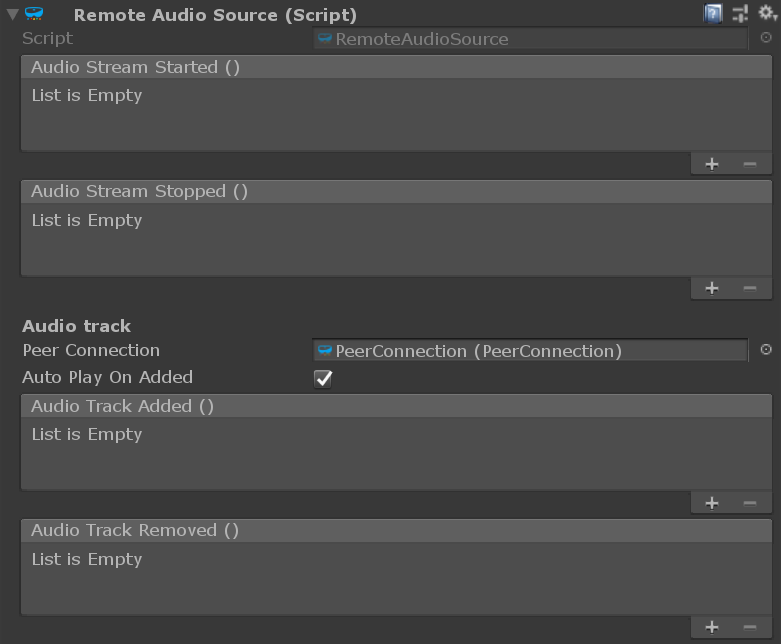 Remote Audio Source (Script)
Script RemoteAudioSource
Audio Stream Started ()
List is Empty
Audio Stream Stopped ()
List is Empty
Audio track
Peer Connection PeerConnection (PeerConnection)
Auto Play On Added
Audio Track Added ()
List is Empty
Audio Track Removed ()
List is Empty